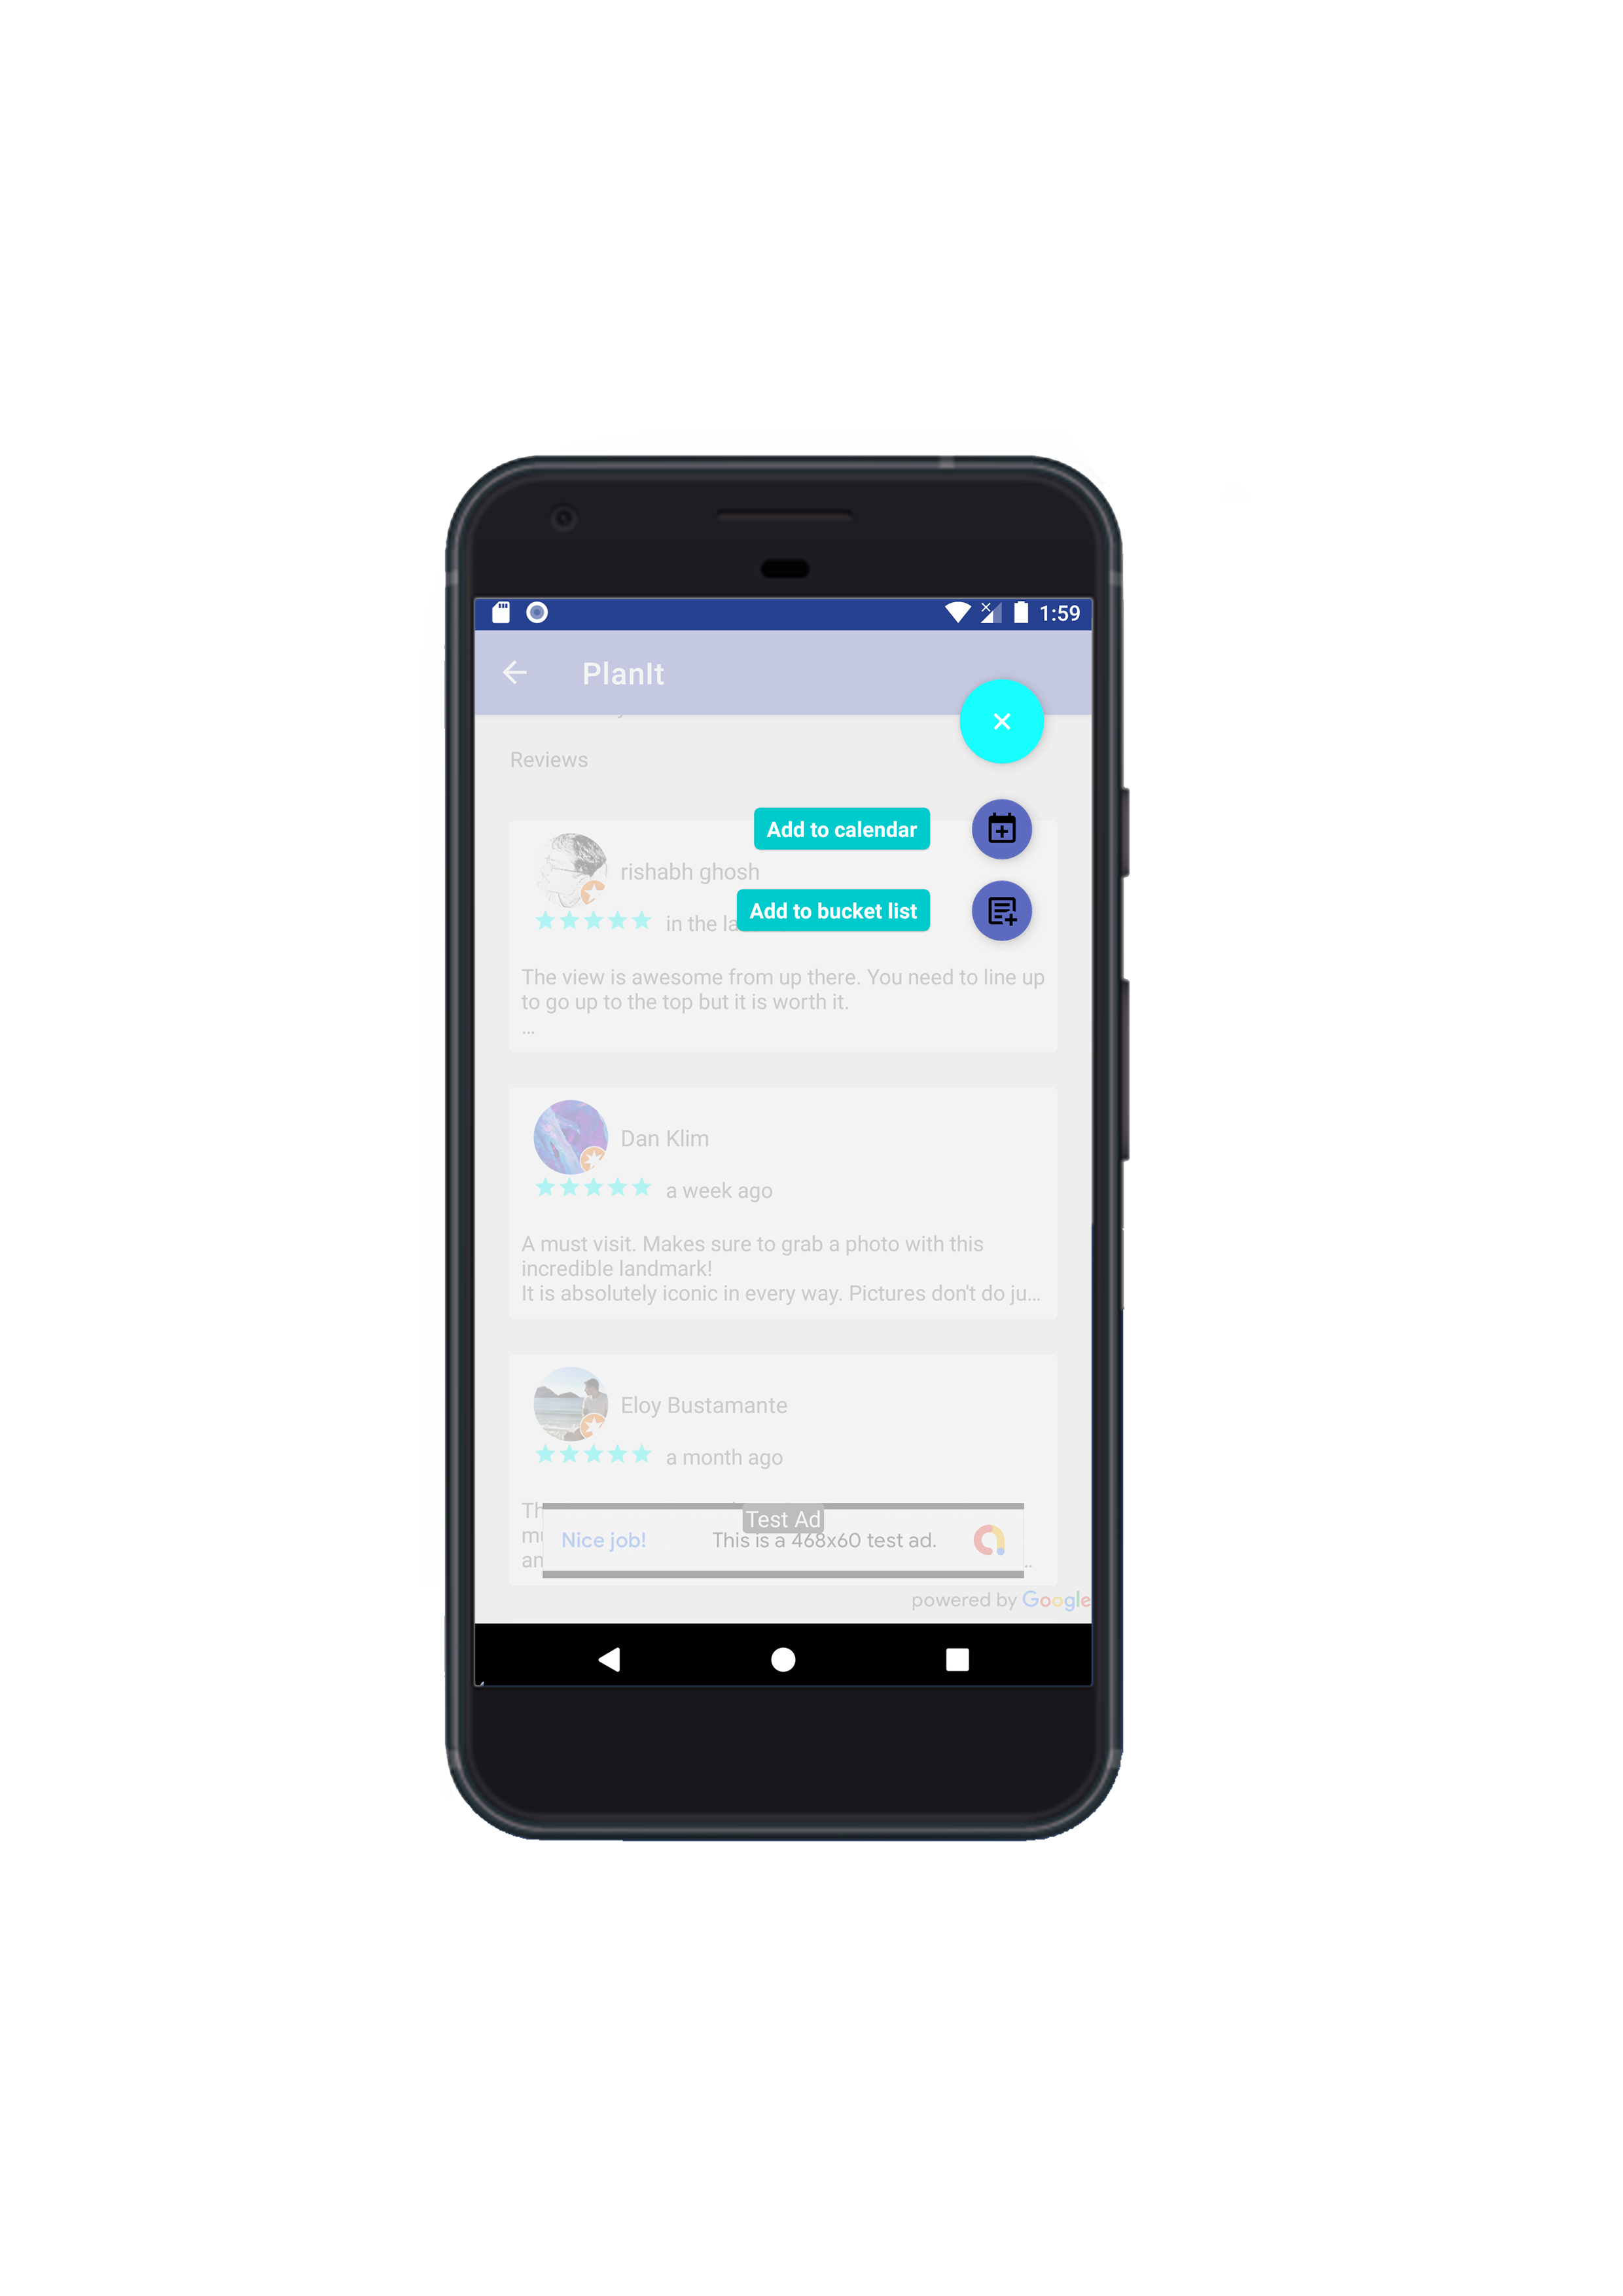 1:59
PlanIt
Reviews
Add to calendar
rishabh ghosh
Add to bucket list
in the la
The view is awesome from up there. You need to line up
to go up to the top but it is worth it.
...
Dan Klim
a week ago
A must visit. Makes sure to grab a photo with this
incredible landmark!
It is absolutely iconic in every way. Pictures don't do ju...
Eloy Bustamante
a month ago
Th
mu
an
Test Ad
Nice job! This is a 468x60 test ad.
powered by Google